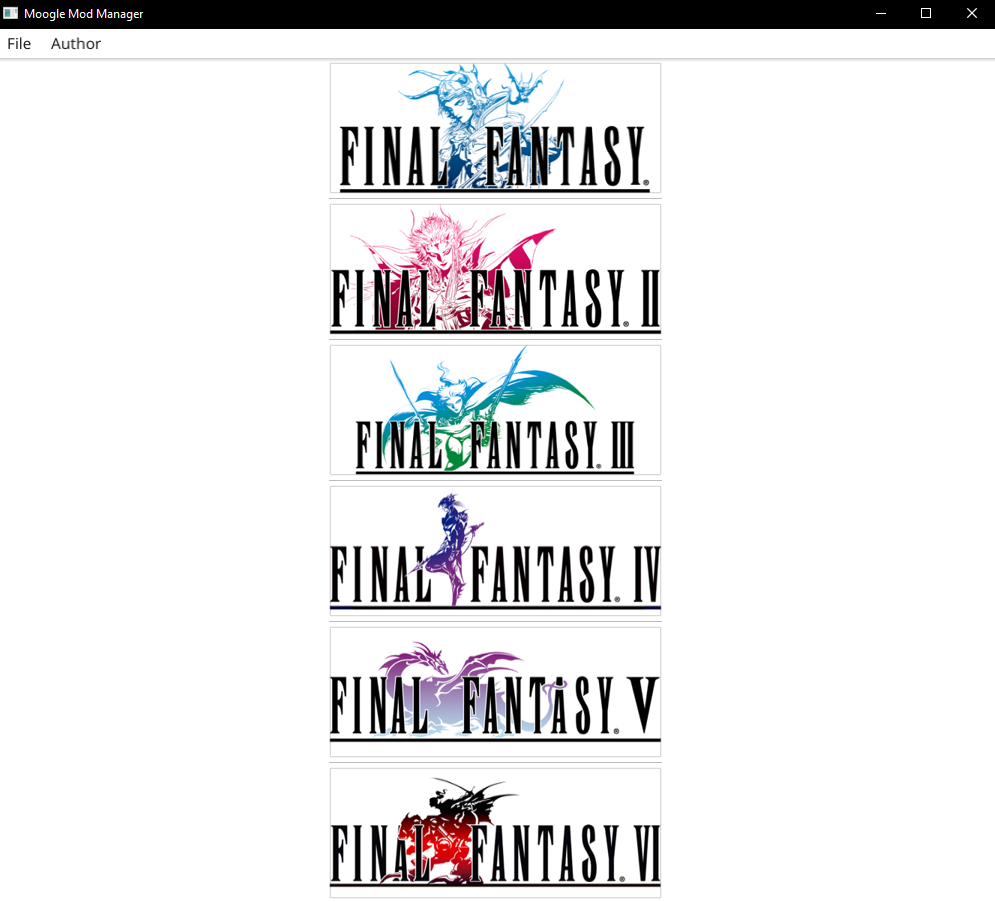 Moogle Mod Manager
File Author
FINAL FANTASY®
FINAL FANTASY® II
FINAL FANTASY® III
FINAL FANTASY® IV
FINAL FANTASY® V
FINAL FANTASY® VI